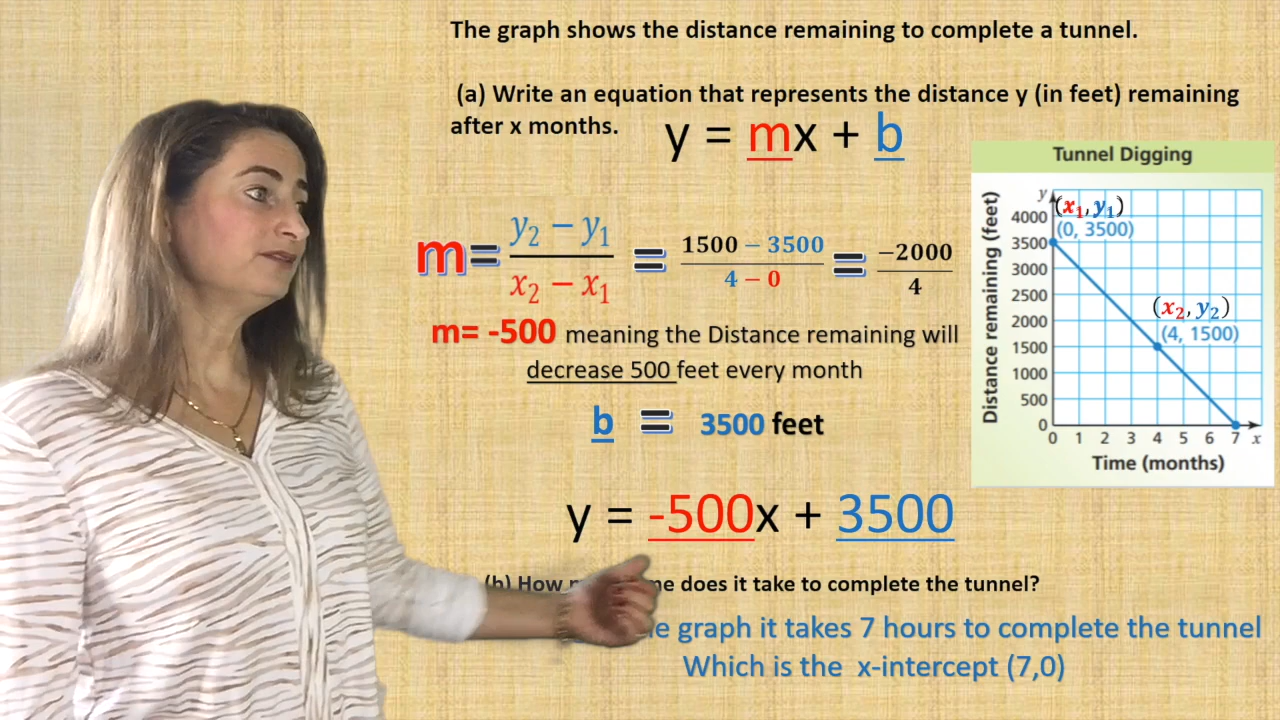 The graph shows the distance remaining to complete a tunnel.
(a) Write an equation that represents the distance y (in feet) remaining
after x months.
y = mx + b
m= y₂ − y₁ / x₂ − x₁ = 1500 − 3500 / 4 − 0 = −2000 / 4
m= -500 meaning the Distance remaining will
decrease 500 feet every month
b = 3500 feet
y = -500x + 3500
(b) How does it take to complete the tunnel?
graph it takes 7 hours to complete the tunnel
Which is the x-intercept (7,0)
Tunnel Digging
Distance remaining (feet)
y
(x₁, y₁)
4000
(0, 3500)
3500
3000
2500
(x₂, y₂)
2000
(4, 1500)
1500
1000
500
0
0 1 2 3 4 5 6 7 x
Time (months)